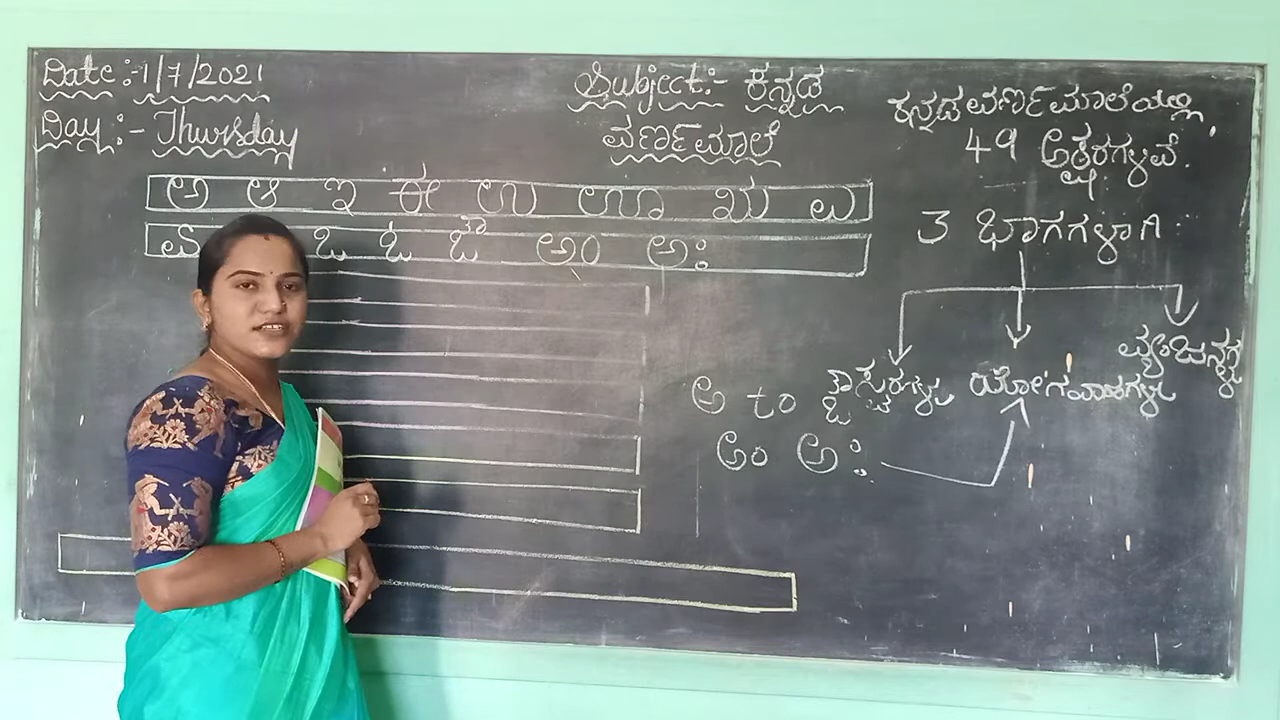 Date :- 1/7/2021
Day :- Thursday
Subject :- ಕನ್ನಡ
ವರ್ಣಮಾಲೆ
ಅ ಆ ಇ ಈ ಉ ಊ ಋ ಎ
ಏ ಒ ಓ ಔ ಅಂ ಅಃ
ಕನ್ನಡ ವರ್ಣಮಾಲೆಯಲ್ಲಿ
49 ಅಕ್ಷರಗಳಿವೆ.
3 ಭಾಗಗಳಾಗಿ
ಅ to ಔ ಸ್ವರಗಳು ಯೋಗವಾಹಗಳು
ಅಂ ಅಃ